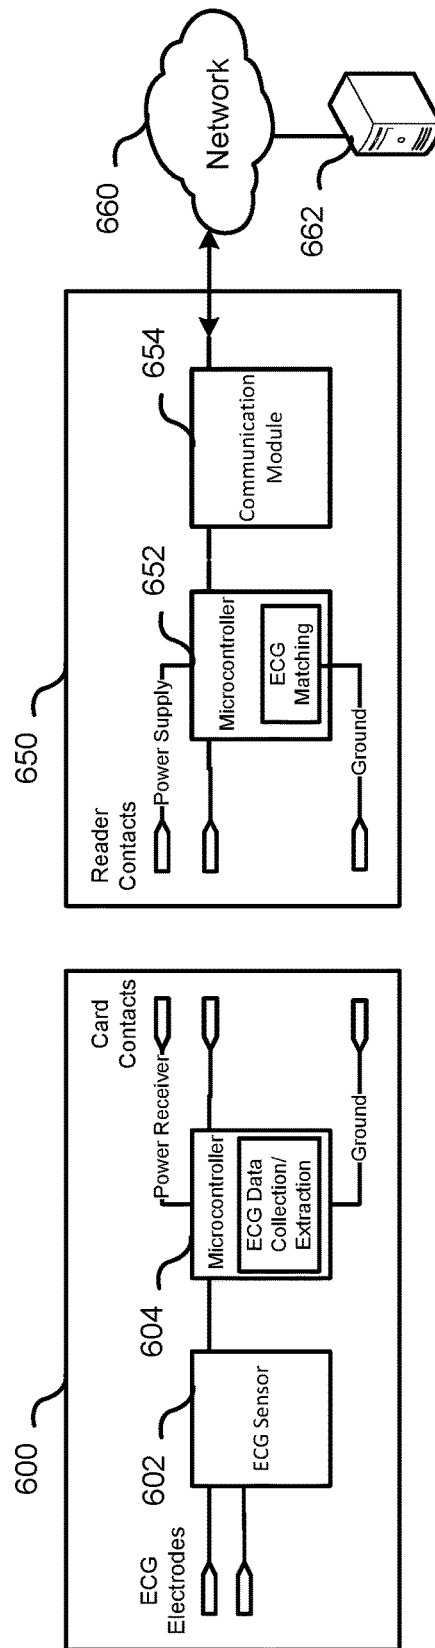 600
ECG
Electrodes
602
ECG Sensor
604
Microcontroller
ECG Data
Collection/
Extraction
Power Receiver
Ground
Card
Contacts
650
Reader
Contacts
Power Supply
Ground
652
Microcontroller
ECG
Matching
654
Communication
Module
660
Network
662